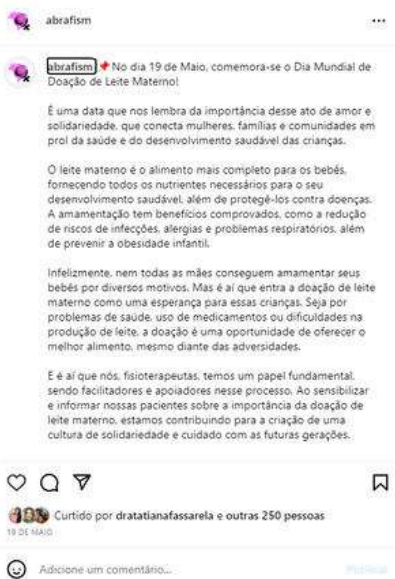 abrafism
abrafism 📌 No dia 19 de Maio, comemora-se o Dia Mundial de
Doação de Leite Materno!
É uma data que nos lembra da importância desse ato de amor e
solidariedade, que conecta mulheres, famílias e comunidades em
prol da saúde e do desenvolvimento saudável das crianças.
O leite materno é o alimento mais completo para os bebês,
fornecendo todos os nutrientes necessários para o seu
desenvolvimento saudável, além de protegê-los contra doenças.
A amamentação tem benefícios comprovados, como a redução
de riscos de infecções, alergias e problemas respiratórios, além
de prevenir a obesidade infantil.
Infelizmente, nem todas as mães conseguem amamentar seus
bebês por diversos motivos. Mas é aí que entra a doação de leite
materno como uma esperança para essas crianças. Seja por
problemas de saúde, uso de medicamentos ou dificuldades na
produção de leite, a doação é uma oportunidade de oferecer o
melhor alimento, mesmo diante das adversidades.
E é aí que nós, fisioterapeutas, temos um papel fundamental,
sendo facilitadores e apoiadores nesse processo. Ao sensibilizar
e informar nossas pacientes sobre a importância da doação de
leite materno, estamos contribuindo para a criação de uma
cultura de solidariedade e cuidado com as futuras gerações.
Curtido por dratatianafassarela e outras 250 pessoas
19 DE MAIO
Adicione um comentário... Publicar